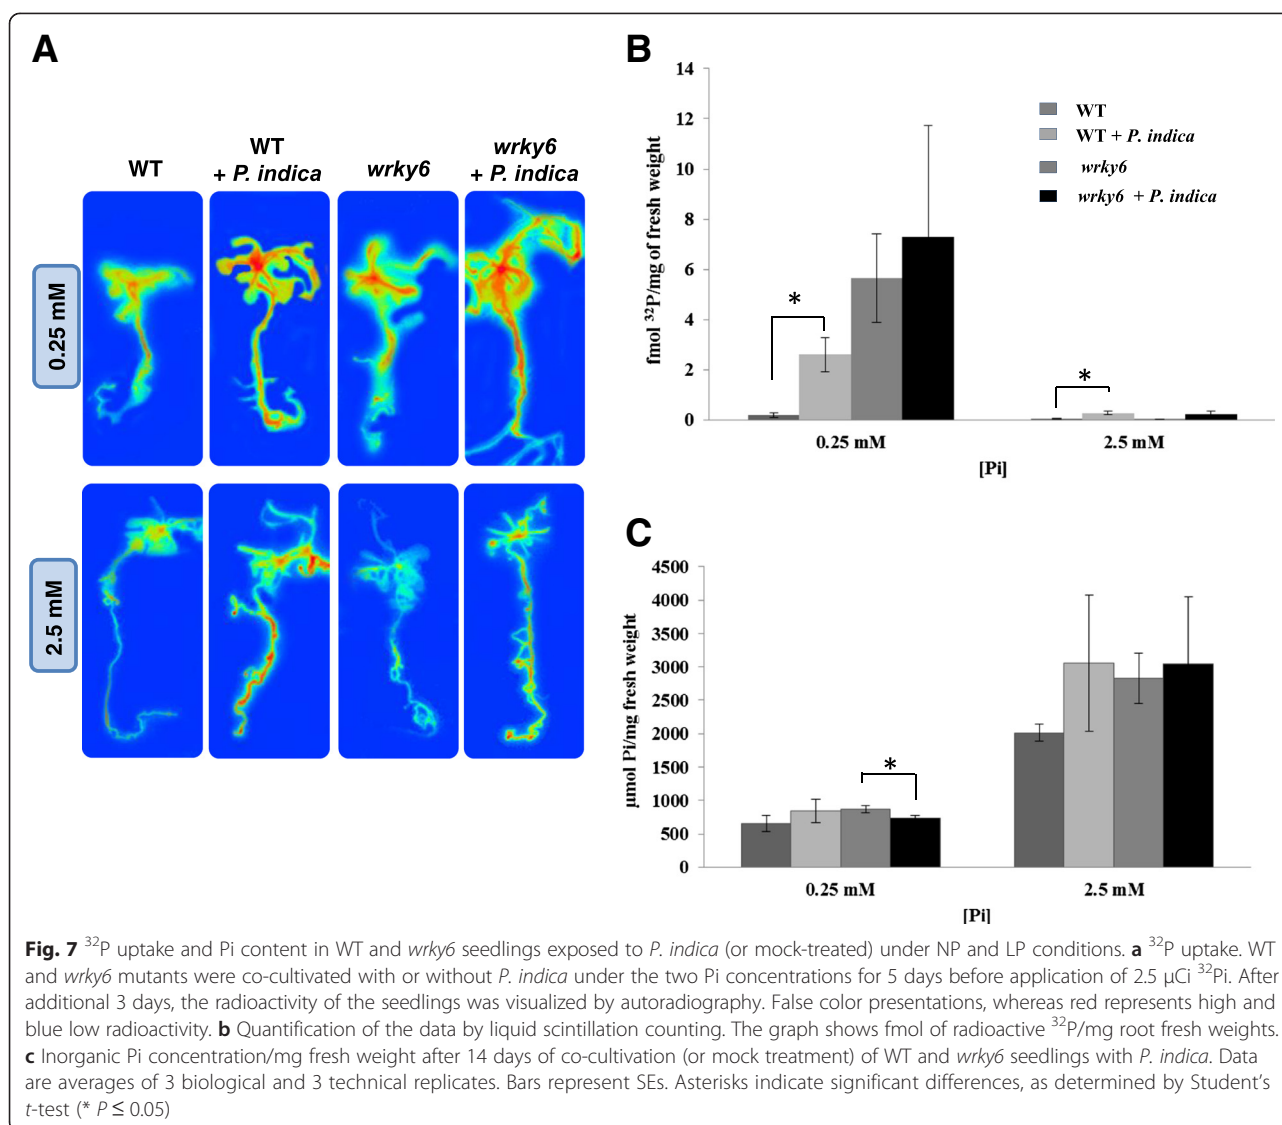 A
WT
WT
+ P. indica
wrky6
wrky6
+ P. indica
0.25 mM
2.5 mM
B
14
12
10
8
6
4
2
0
fmol ³²P/mg of fresh weight
WT
WT + P. indica
wrky6
wrky6 + P. indica
*
*
0.25 mM
2.5 mM
[Pi]
C
4500
4000
3500
3000
2500
2000
1500
1000
500
0
µmol Pi/mg fresh weight
*
0.25 mM
2.5 mM
[Pi]
Fig. 7 ³²P uptake and Pi content in WT and wrky6 seedlings exposed to P. indica (or mock-treated) under NP and LP conditions. a ³²P uptake. WT
and wrky6 mutants were co-cultivated with or without P. indica under the two Pi concentrations for 5 days before application of 2.5 µCi ³²Pi. After
additional 3 days, the radioactivity of the seedlings was visualized by autoradiography. False color presentations, whereas red represents high and
blue low radioactivity. b Quantification of the data by liquid scintillation counting. The graph shows fmol of radioactive ³²P/mg root fresh weights.
c Inorganic Pi concentration/mg fresh weight after 14 days of co-cultivation (or mock treatment) of WT and wrky6 seedlings with P. indica. Data
are averages of 3 biological and 3 technical replicates. Bars represent SEs. Asterisks indicate significant differences, as determined by Student's
t-test (* P ≤ 0.05)